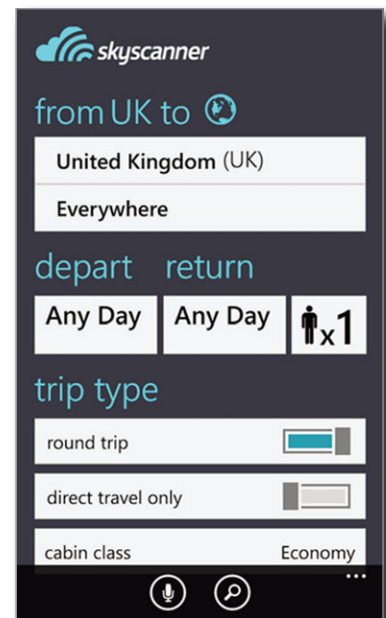 skyscanner
from UK to
United Kingdom (UK)
Everywhere
depart return
Any Day Any Day x1
trip type
round trip
direct travel only
cabin class Economy
...